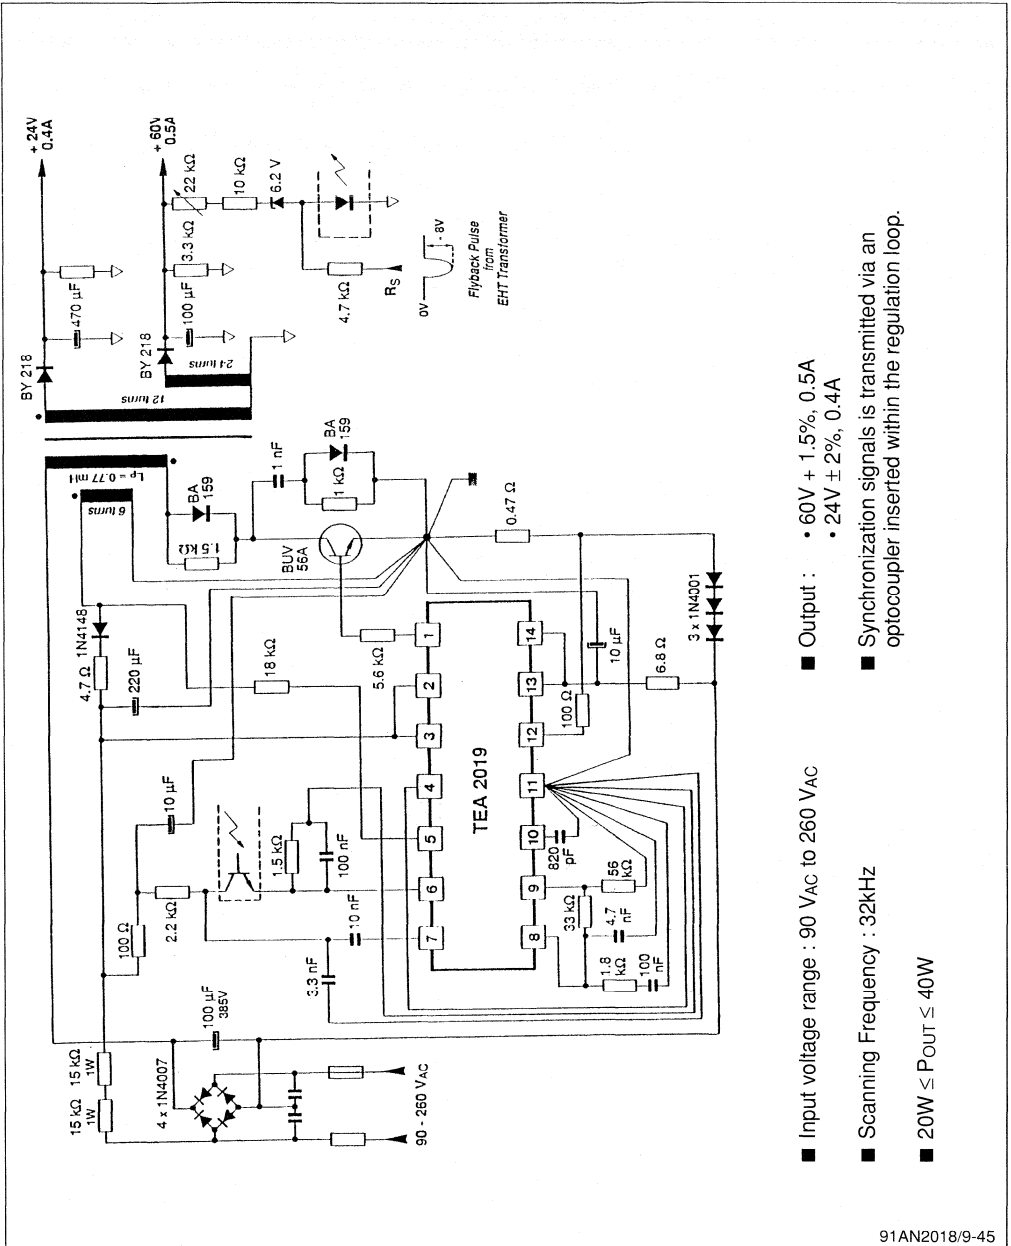 + 24V
0.4A
+ 60V
0.5A
BY 218
470 µF
BY 218
100 µF
3.3 kΩ
22 kΩ
10 kΩ
6.2 V
4.7 kΩ
RS
0V
- 8V
Flyback Pulse
from
EHT Transformer
12 turns
24 turns
Lp = 0.77 mH
6 turns
BA
159
1.5 kΩ
1 nF
BA
159
1 kΩ
BUV
56A
0.47 Ω
3 x 1N4001
1N4148
4.7 Ω
220 µF
18 kΩ
5.6 kΩ
10 µF
6.8 Ω
100 Ω
10 µF
100 Ω
2.2 kΩ
1.5 kΩ
100 nF
10 nF
3.3 nF
TEA 2019
1
2
3
4
5
6
7
14
13
12
11
10
9
8
820
pF
56
kΩ
33 kΩ
4.7
nF
1.8
kΩ
100
nF
15 kΩ
1W
15 kΩ
1W
4 x 1N4007
100 µF
385V
90 - 260 VAC
■ Input voltage range : 90 VAC to 260 VAC
■ Scanning Frequency : 32kHz
■ 20W ≤ POUT ≤ 40W
■ Output : • 60V + 1.5%, 0.5A
• 24V ± 2%, 0.4A
■ Synchronization signals is transmitted via an
optocoupler inserted within the regulation loop.
91AN2018/9-45